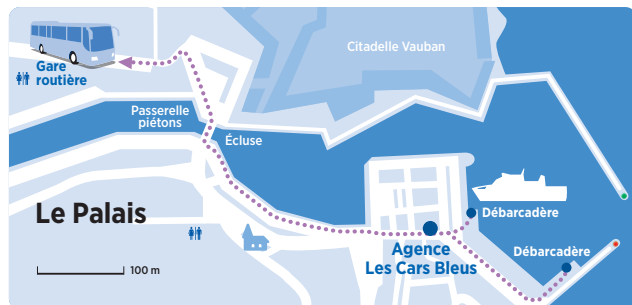 Citadelle Vauban
Gare
routière
Passerelle
piétons
Écluse
Le Palais
Débarcadère
Agence
Les Cars Bleus
Débarcadère
100 m